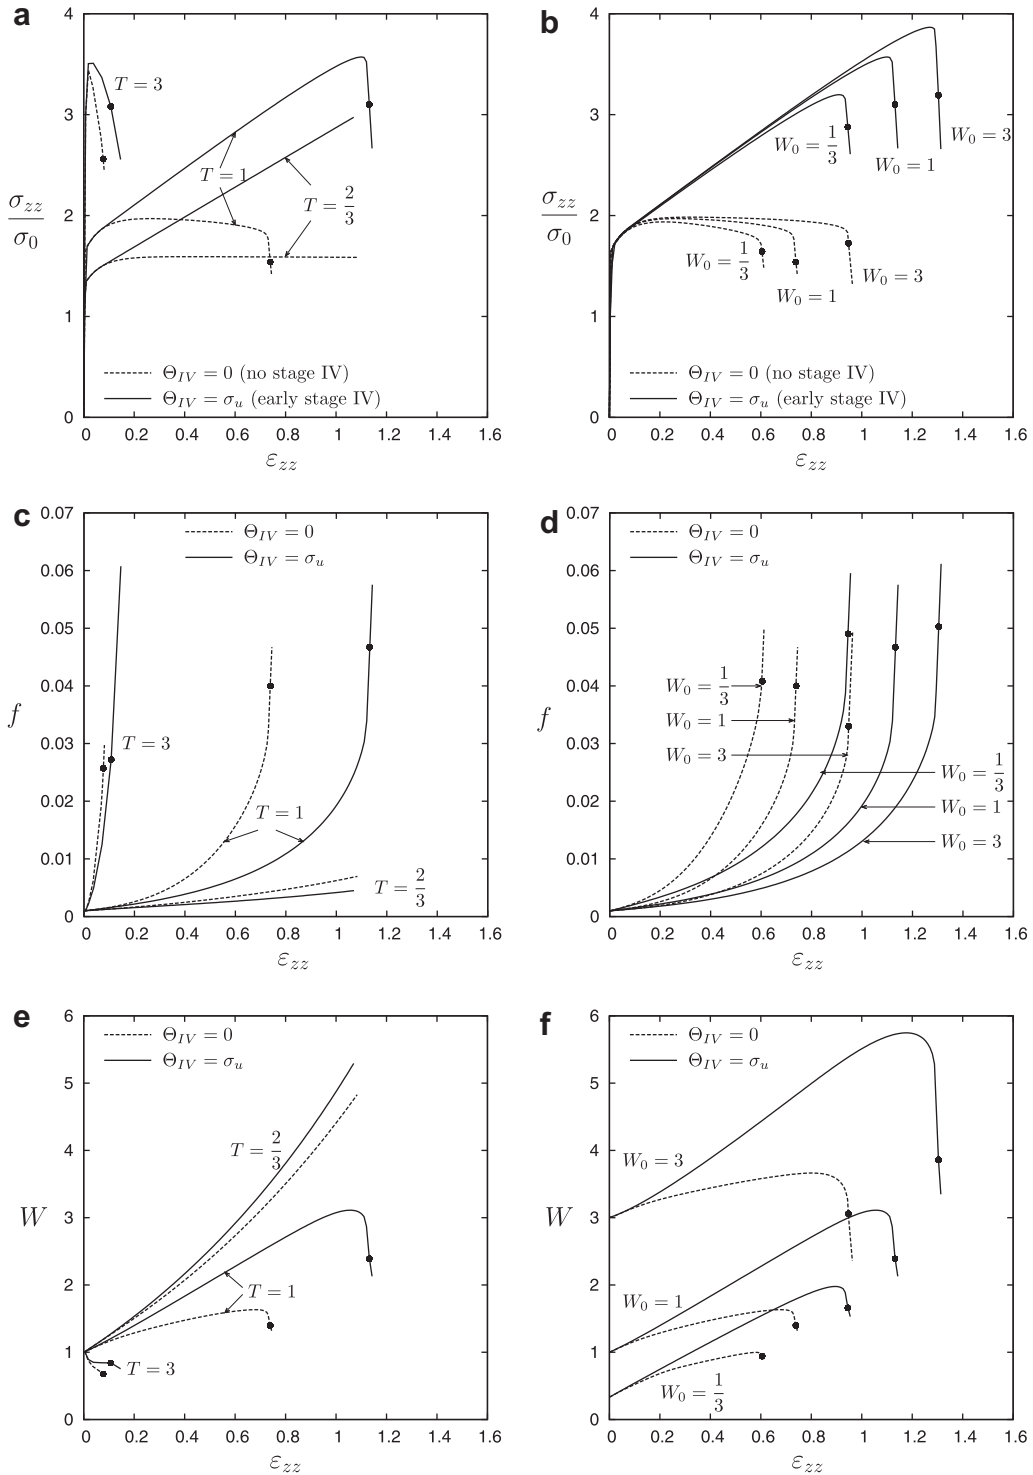 a
4
3
2
1
0
σzz/σ0
T = 3
T = 1
T = 2/3
ΘIV = 0 (no stage IV)
ΘIV = σu (early stage IV)
0 0.2 0.4 0.6 0.8 1 1.2 1.4 1.6
εzz
b
4
3
2
1
0
σzz/σ0
W0 = 1/3
W0 = 1
W0 = 3
W0 = 1/3
W0 = 1
W0 = 3
ΘIV = 0 (no stage IV)
ΘIV = σu (early stage IV)
0 0.2 0.4 0.6 0.8 1 1.2 1.4 1.6
εzz
c
0.07
0.06
0.05
0.04
0.03
0.02
0.01
0
f
ΘIV = 0
ΘIV = σu
T = 3
T = 1
T = 2/3
0 0.2 0.4 0.6 0.8 1 1.2 1.4 1.6
εzz
d
0.07
0.06
0.05
0.04
0.03
0.02
0.01
0
f
ΘIV = 0
ΘIV = σu
W0 = 1/3
W0 = 1
W0 = 3
W0 = 1/3
W0 = 1
W0 = 3
0 0.2 0.4 0.6 0.8 1 1.2 1.4 1.6
εzz
e
6
5
4
3
2
1
0
W
ΘIV = 0
ΘIV = σu
T = 2/3
T = 1
T = 3
0 0.2 0.4 0.6 0.8 1 1.2 1.4 1.6
εzz
f
6
5
4
3
2
1
0
W
ΘIV = 0
ΘIV = σu
W0 = 3
W0 = 1
W0 = 1/3
0 0.2 0.4 0.6 0.8 1 1.2 1.4 1.6
εzz